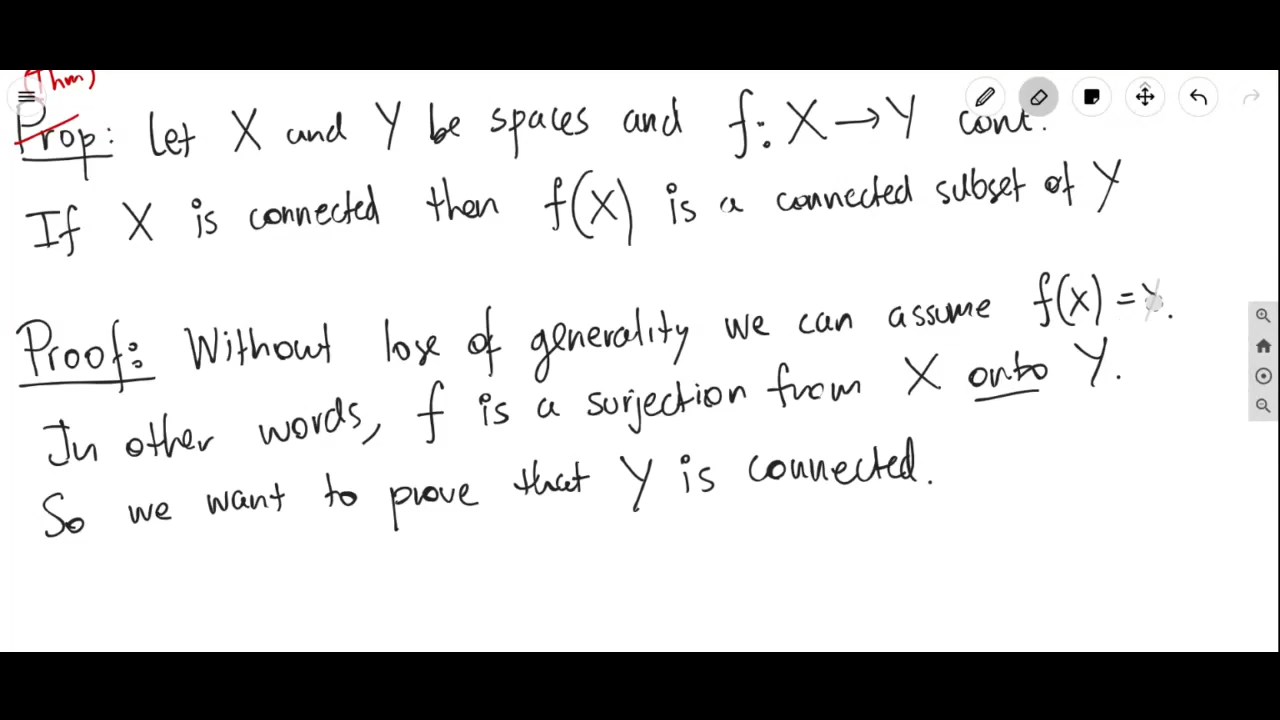 (Thm)
Prop: Let X and Y be spaces and f: X → Y cont.
If X is connected then f(X) is a connected subset of Y
Proof: Without lose of generality we can assume f(X) = Y.
In other words, f is a surjection from X onto Y.
So we want to prove that Y is connected.